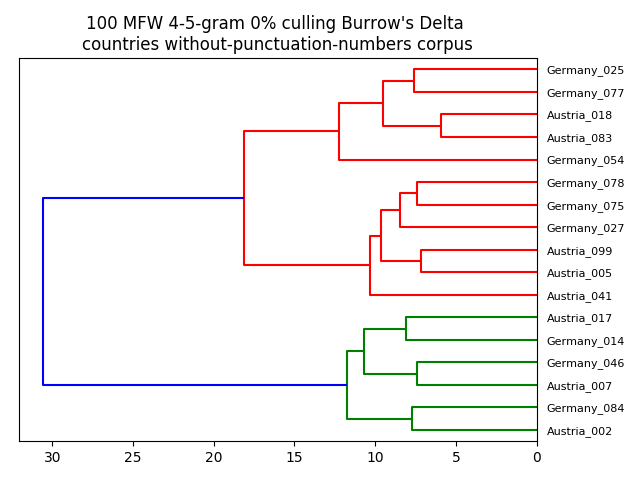 100 MFW 4-5-gram 0% culling Burrow's Delta
countries without-punctuation-numbers corpus
Germany_025
Germany_077
Austria_018
Austria_083
Germany_054
Germany_078
Germany_075
Germany_027
Austria_099
Austria_005
Austria_041
Austria_017
Germany_014
Germany_046
Austria_007
Germany_084
Austria_002
30 25 20 15 10 5 0